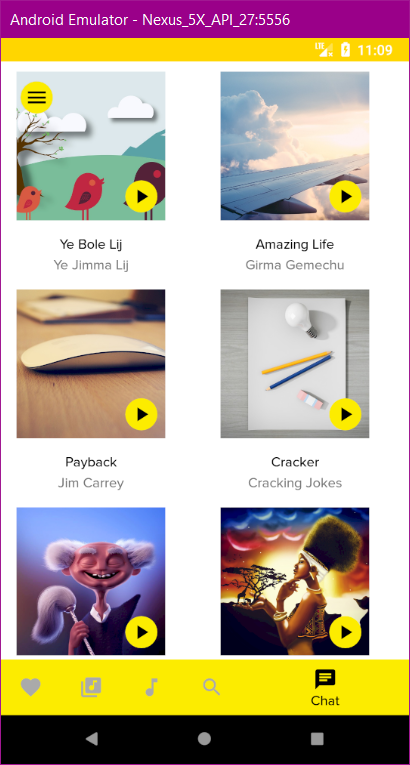 Android Emulator - Nexus_5X_API_27:5556
LTE 11:09
Ye Bole Lij
Ye Jimma Lij
Amazing Life
Girma Gemechu
Payback
Jim Carrey
Cracker
Cracking Jokes
Chat